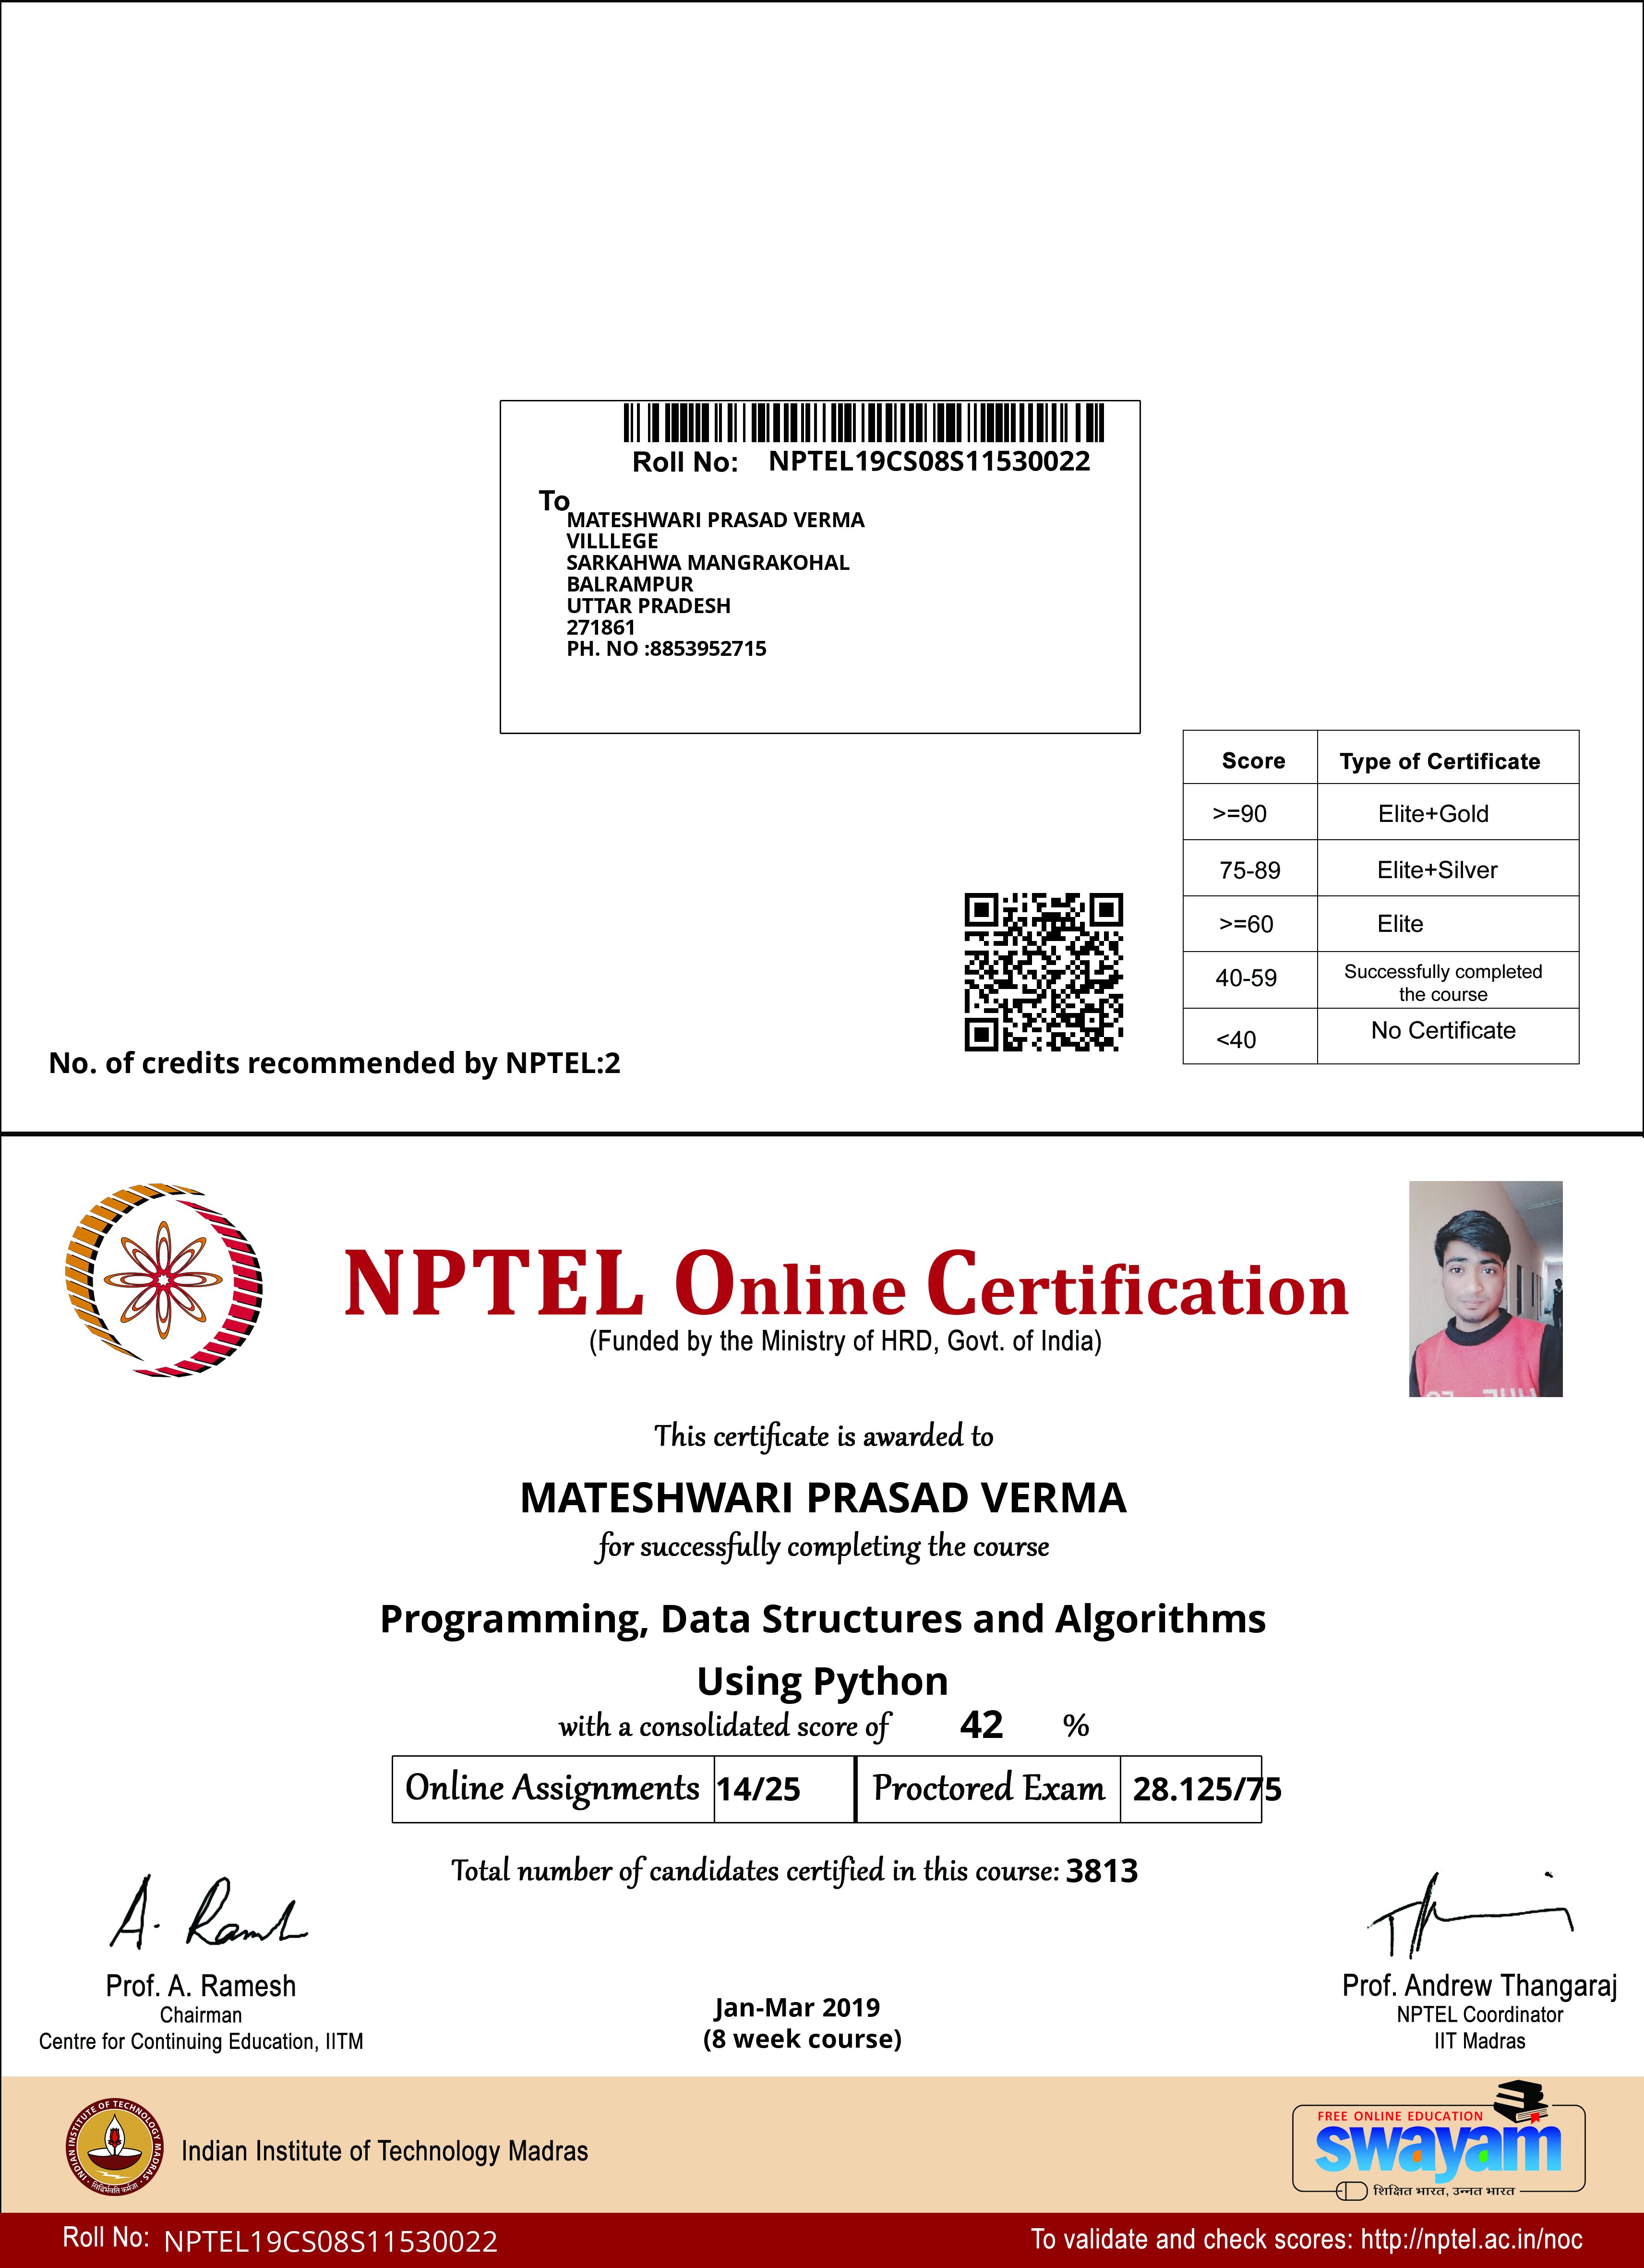 Roll No: NPTEL19CS08S11530022
To
MATESHWARI PRASAD VERMA
VILLLEGE
SARKAHWA MANGRAKOHAL
BALRAMPUR
UTTAR PRADESH
271861
PH. NO :8853952715
Score Type of Certificate
>=90 Elite+Gold
75-89 Elite+Silver
>=60 Elite
40-59 Successfully completed
the course
<40 No Certificate
No. of credits recommended by NPTEL:2
NPTEL Online Certification
(Funded by the Ministry of HRD, Govt. of India)
This certificate is awarded to
MATESHWARI PRASAD VERMA
for successfully completing the course
Programming, Data Structures and Algorithms
Using Python
with a consolidated score of 42 %
Online Assignments 14/25 Proctored Exam 28.125/75
Total number of candidates certified in this course: 3813
A. Ramesh
Prof. A. Ramesh
Chairman
Centre for Continuing Education, IITM
Jan-Mar 2019
(8 week course)
Prof. Andrew Thangaraj
NPTEL Coordinator
IIT Madras
INDIAN INSTITUTE OF TECHNOLOGY MADRAS
सिद्धिर्भवति कर्मजा
Indian Institute of Technology Madras
FREE ONLINE EDUCATION
swayam
शिक्षित भारत, उन्नत भारत
Roll No: NPTEL19CS08S11530022
To validate and check scores: http://nptel.ac.in/noc